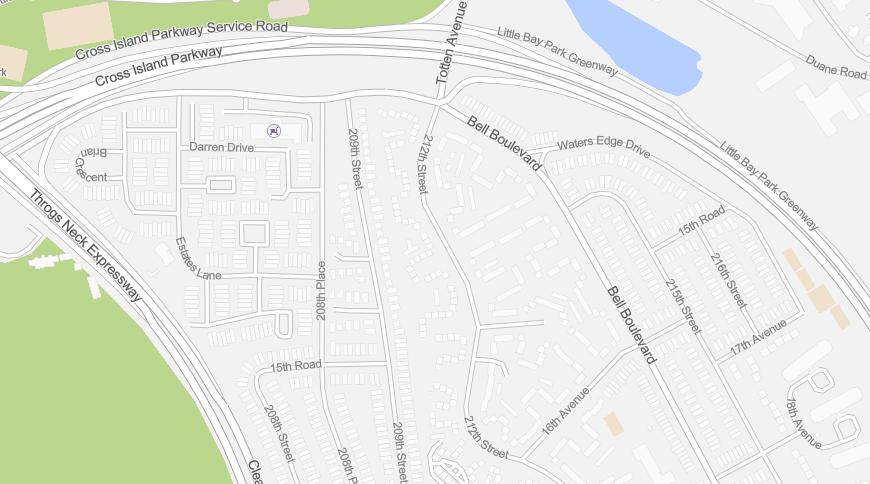 Cross Island Parkway Service Road
Cross Island Parkway
Totten Avenue
Little Bay Park Greenway
Duane Road
rk
Bell Boulevard
Waters Edge Drive
Little Bay Park Greenway
Darren Drive
Brian
Crescent
209th Street
212th Street
Throgs Neck Expressway
15th Road
216th Street
215th Street
Estates Lane
208th Place
Bell Boulevard
17th Avenue
15th Road
16th Avenue
18th Avenue
208th Street
209th Street
212th Street
208th P
Clea